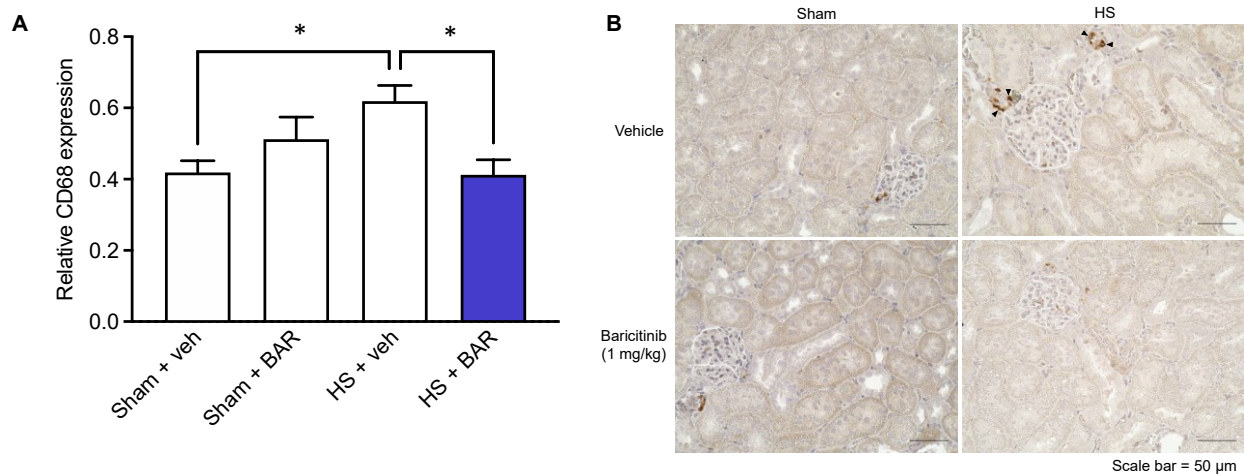 A
Relative CD68 expression
0.8
0.6
0.4
0.2
0.0
*
*
Sham + veh
Sham + BAR
HS + veh
HS + BAR
B
Sham
HS
Vehicle
Baricitinib
(1 mg/kg)
Scale bar = 50 µm